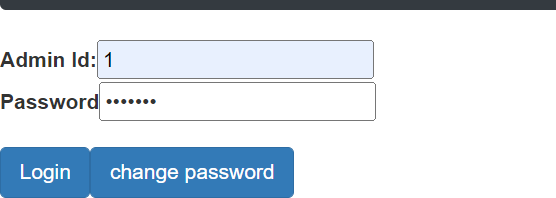 Admin Id: 1
Password •••••••
Login change password